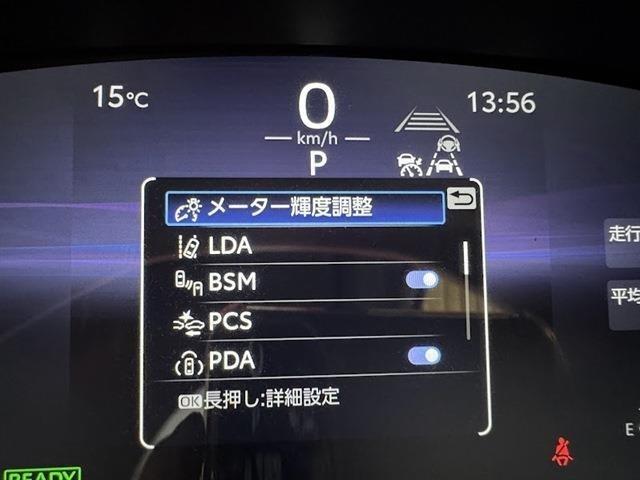 15℃
0
13:56
km/h
P
メーター輝度調整
LDA
BSM
PCS
PDA
OK長押し:詳細設定
走行
平均
E
READY